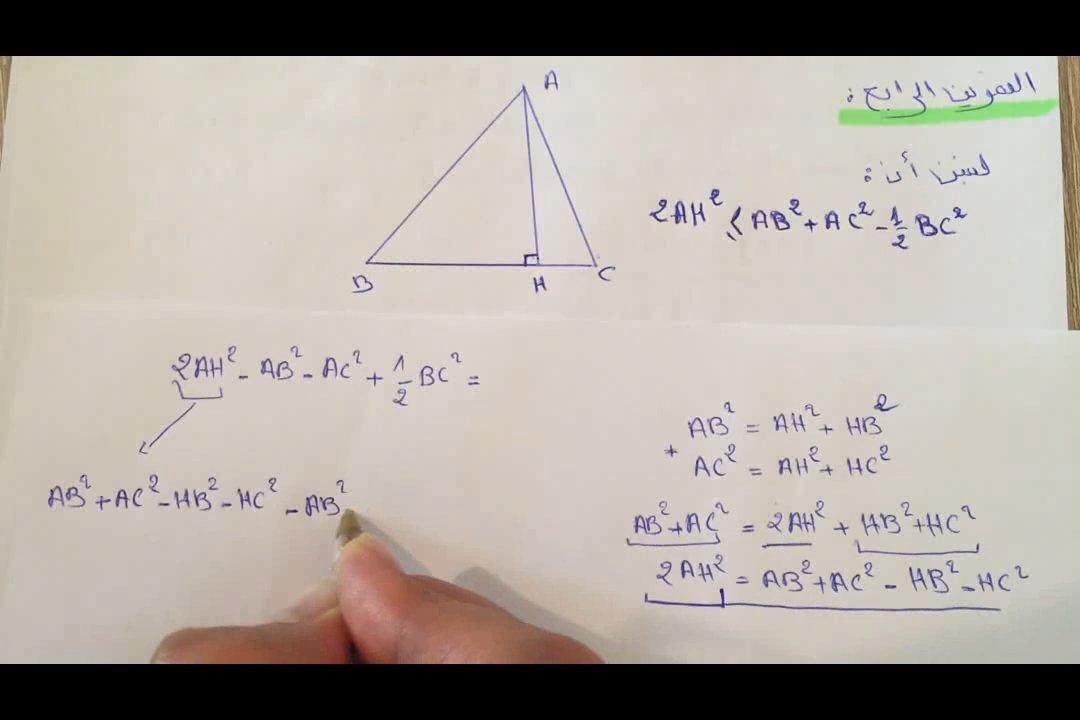 التمرين الرابع :
لنبين أن :
2AH² ≤ AB² + AC² - 1/2 BC²
A
B
H
C
2AH² - AB² - AC² + 1/2 BC² =
AB² + AC² - HB² - HC² - AB²
AB² = AH² + HB²
+
AC² = AH² + HC²
AB² + AC² = 2AH² + HB² + HC²
2AH² = AB² + AC² - HB² - HC²